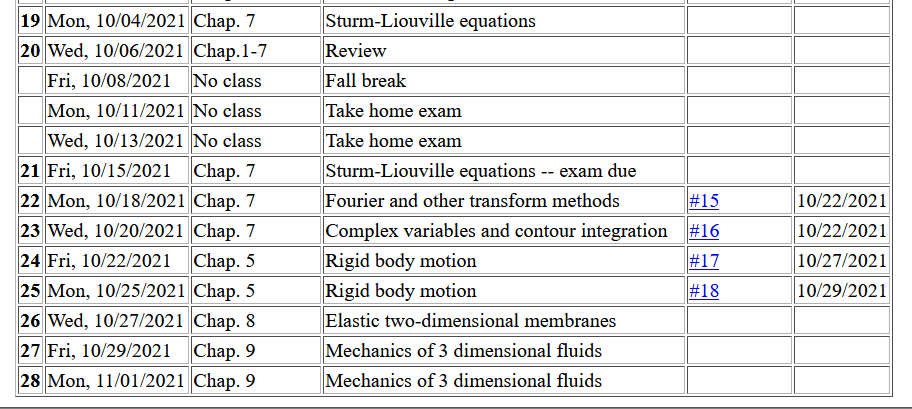 19 Mon, 10/04/2021 Chap. 7 Sturm-Liouville equations
20 Wed, 10/06/2021 Chap.1-7 Review
Fri, 10/08/2021 No class Fall break
Mon, 10/11/2021 No class Take home exam
Wed, 10/13/2021 No class Take home exam
21 Fri, 10/15/2021 Chap. 7 Sturm-Liouville equations -- exam due
22 Mon, 10/18/2021 Chap. 7 Fourier and other transform methods #15 10/22/2021
23 Wed, 10/20/2021 Chap. 7 Complex variables and contour integration #16 10/22/2021
24 Fri, 10/22/2021 Chap. 5 Rigid body motion #17 10/27/2021
25 Mon, 10/25/2021 Chap. 5 Rigid body motion #18 10/29/2021
26 Wed, 10/27/2021 Chap. 8 Elastic two-dimensional membranes
27 Fri, 10/29/2021 Chap. 9 Mechanics of 3 dimensional fluids
28 Mon, 11/01/2021 Chap. 9 Mechanics of 3 dimensional fluids